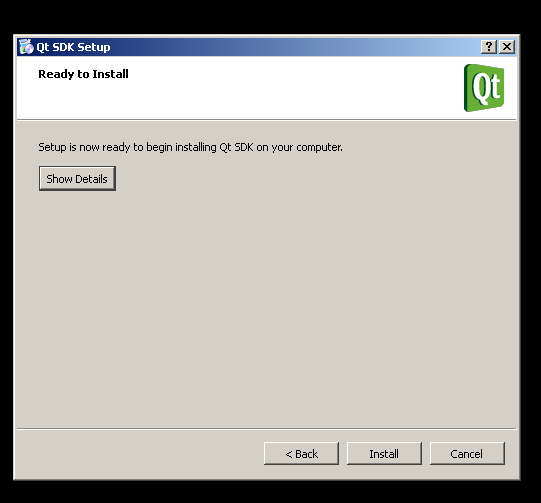 Qt SDK Setup
?
Ready to Install
Qt
Setup is now ready to begin installing Qt SDK on your computer.
Show Details
< Back
Install
Cancel